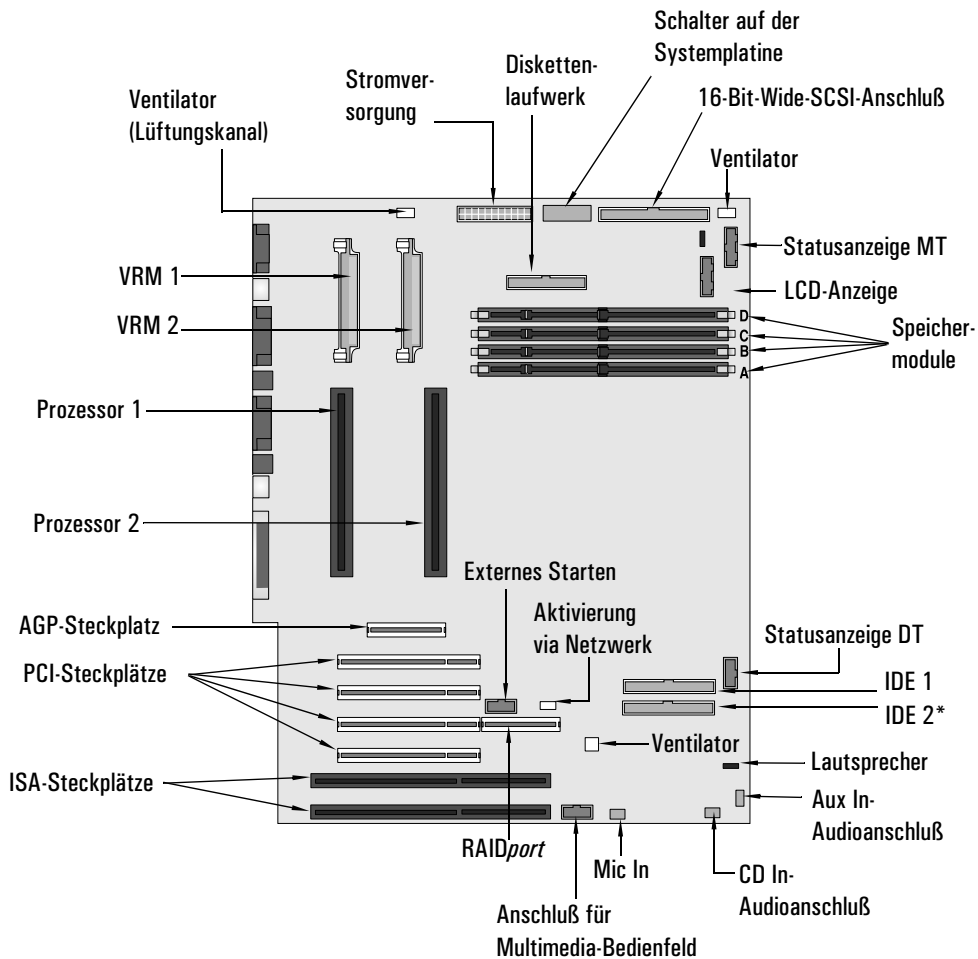 Schalter auf der
Systemplatine
Disketten-
laufwerk
Stromver-
sorgung
16-Bit-Wide-SCSI-Anschluß
Ventilator
(Lüftungskanal)
Ventilator
Statusanzeige MT
VRM 1
LCD-Anzeige
VRM 2
D
C
B
A
Speicher-
module
Prozessor 1
Prozessor 2
Externes Starten
Aktivierung
via Netzwerk
AGP-Steckplatz
Statusanzeige DT
PCI-Steckplätze
IDE 1
IDE 2*
Ventilator
Lautsprecher
ISA-Steckplätze
Aux In-
Audioanschluß
RAIDport
Mic In
CD In-
Audioanschluß
Anschluß für
Multimedia-Bedienfeld